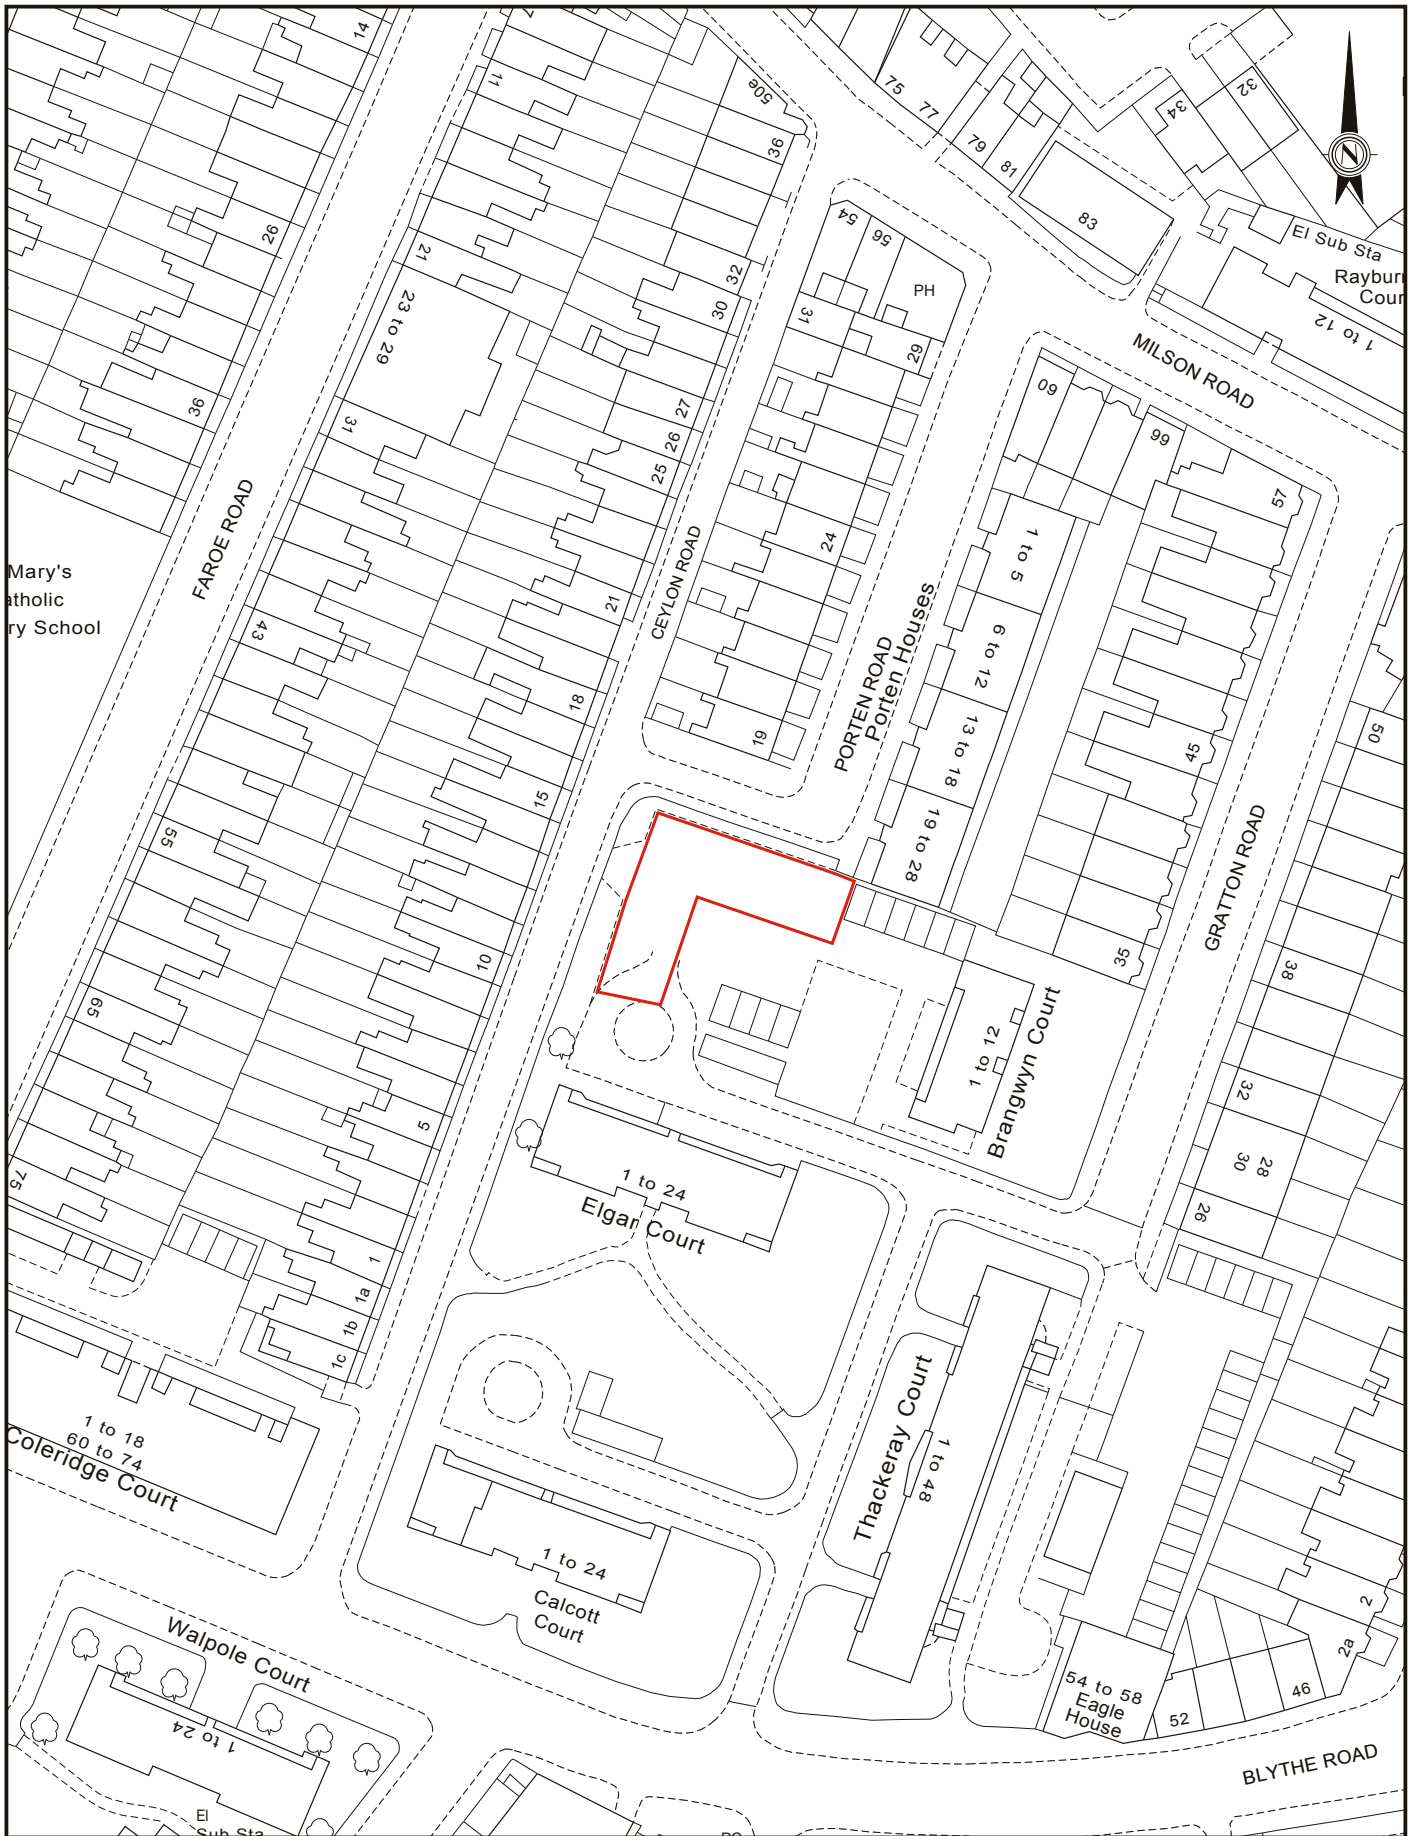 14
7
11
50e
36
75
77
79
81
34
32
83
N
El Sub Sta
Rayburn
Cour
1 to 12
26
21
23 to 29
32
30
54
56
PH
31
29
MILSON ROAD
60
66
57
36
31
27
26
25
24
1 to 5
FAROE ROAD
CEYLON ROAD
21
Mary's
atholic
ry School
43
18
19
PORTEN ROAD
Porten Houses
6 to 12
13 to 18
19 to 28
45
50
GRATTON ROAD
15
55
10
35
38
65
1 to 12
Brangwyn Court
32
5
28
30
26
75
1 to 24
Elgar Court
1
1a
1b
1c
Thackeray Court
1 to 48
1 to 18
60 to 74
Coleridge Court
1 to 24
Calcott
Court
Walpole Court
1 to 24
2
2a
54 to 58
Eagle
House
52
46
BLYTHE ROAD
El
Sub Sta